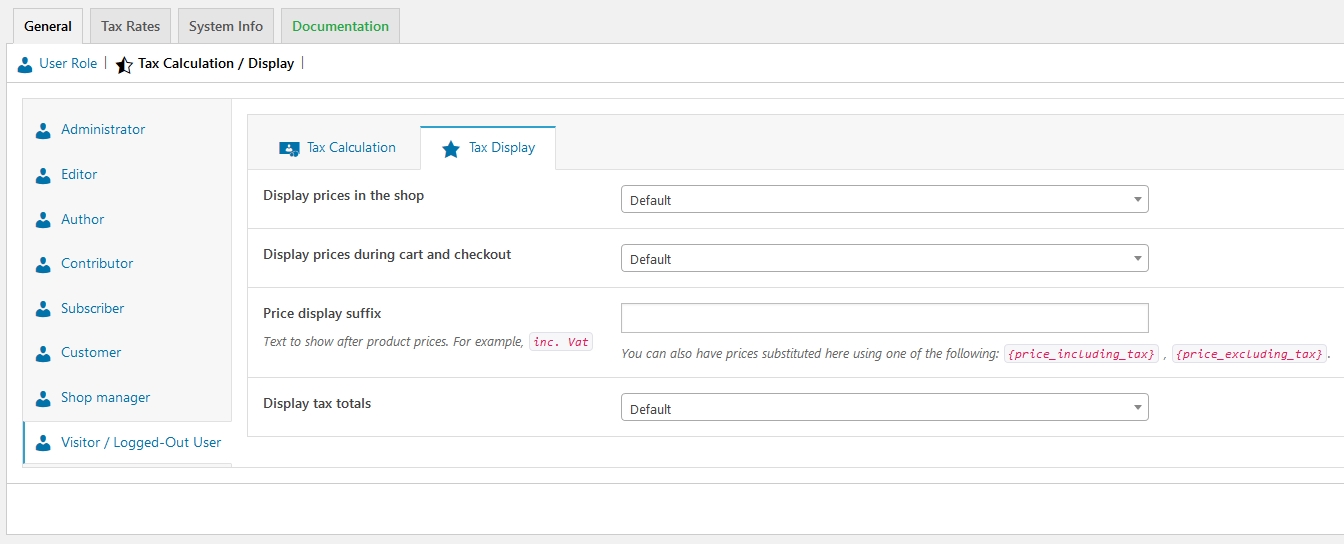 General Tax Rates System Info Documentation
User Role | Tax Calculation / Display |
Administrator
Editor
Author
Contributor
Subscriber
Customer
Shop manager
Visitor / Logged-Out User
Tax Calculation Tax Display
Display prices in the shop Default
Display prices during cart and checkout Default
Price display suffix
Text to show after product prices. For example, inc. Vat
You can also have prices substituted here using one of the following: {price_including_tax} , {price_excluding_tax} .
Display tax totals Default